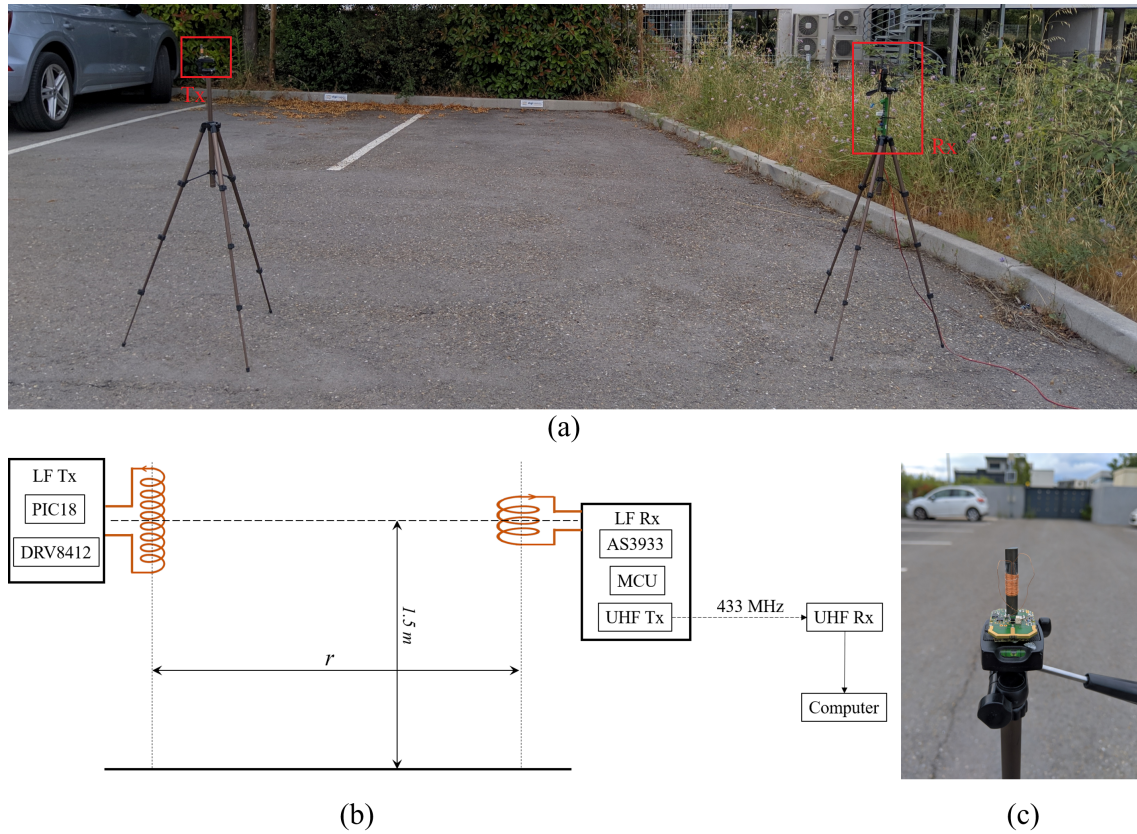 Tx
Rx
(a)
LF Tx
PIC18
DRV8412
LF Rx
AS3933
MCU
UHF Tx
433 MHz
UHF Rx
Computer
1.5 m
r
(b)
(c)